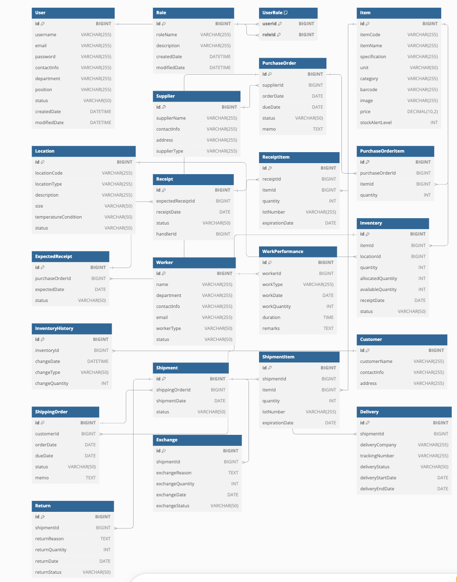 User
id BIGINT
username VARCHAR(255)
email VARCHAR(255)
password VARCHAR(255)
contactInfo VARCHAR(255)
department VARCHAR(255)
position VARCHAR(255)
status VARCHAR(50)
createdDate DATETIME
modifiedDate DATETIME
Role
id BIGINT
roleName VARCHAR(255)
description VARCHAR(255)
createdDate DATETIME
modifiedDate DATETIME
UserRole
userId BIGINT
roleId BIGINT
Item
id BIGINT
itemCode VARCHAR(255)
itemName VARCHAR(255)
specification VARCHAR(255)
unit VARCHAR(50)
category VARCHAR(255)
barcode VARCHAR(255)
image VARCHAR(255)
price DECIMAL(10,2)
stockAlertLevel INT
PurchaseOrder
id BIGINT
supplierId BIGINT
orderDate DATE
dueDate DATE
status VARCHAR(50)
memo TEXT
Supplier
id BIGINT
supplierName VARCHAR(255)
contactInfo VARCHAR(255)
address VARCHAR(255)
supplierType VARCHAR(255)
Location
id BIGINT
locationCode VARCHAR(255)
locationType VARCHAR(255)
description VARCHAR(255)
size VARCHAR(50)
temperatureCondition VARCHAR(255)
status VARCHAR(50)
Receipt
id BIGINT
expectedReceiptId BIGINT
receiptDate DATE
status VARCHAR(50)
handlerId BIGINT
ReceiptItem
id BIGINT
receiptId BIGINT
itemId BIGINT
quantity INT
lotNumber VARCHAR(255)
expirationDate DATE
PurchaseOrderItem
id BIGINT
purchaseOrderId BIGINT
itemId BIGINT
quantity INT
Inventory
id BIGINT
itemId BIGINT
locationId BIGINT
quantity INT
allocatedQuantity INT
availableQuantity INT
receiptDate DATE
status VARCHAR(50)
ExpectedReceipt
id BIGINT
purchaseOrderId BIGINT
expectedDate DATE
status VARCHAR(50)
Worker
id BIGINT
name VARCHAR(255)
department VARCHAR(255)
contactInfo VARCHAR(255)
email VARCHAR(255)
workerType VARCHAR(50)
status VARCHAR(50)
WorkPerformance
id BIGINT
workerId BIGINT
workType VARCHAR(255)
workDate DATE
workQuantity INT
duration TIME
remarks TEXT
InventoryHistory
id BIGINT
inventoryId BIGINT
changeDate DATETIME
changeType VARCHAR(50)
changeQuantity INT
Customer
id BIGINT
customerName VARCHAR(255)
contactInfo VARCHAR(255)
address VARCHAR(255)
Shipment
id BIGINT
shippingOrderId BIGINT
shipmentDate DATE
status VARCHAR(50)
ShipmentItem
id BIGINT
shipmentId BIGINT
itemId BIGINT
quantity INT
lotNumber VARCHAR(255)
expirationDate DATE
ShippingOrder
id BIGINT
customerId BIGINT
orderDate DATE
dueDate DATE
status VARCHAR(50)
memo TEXT
Exchange
id BIGINT
shipmentId BIGINT
exchangeReason TEXT
exchangeQuantity INT
exchangeDate DATE
exchangeStatus VARCHAR(50)
Delivery
id BIGINT
shipmentId BIGINT
deliveryCompany VARCHAR(255)
trackingNumber VARCHAR(255)
deliveryStatus VARCHAR(50)
deliveryStartDate DATE
deliveryEndDate DATE
Return
id BIGINT
shipmentId BIGINT
returnReason TEXT
returnQuantity INT
returnDate DATE
returnStatus VARCHAR(50)